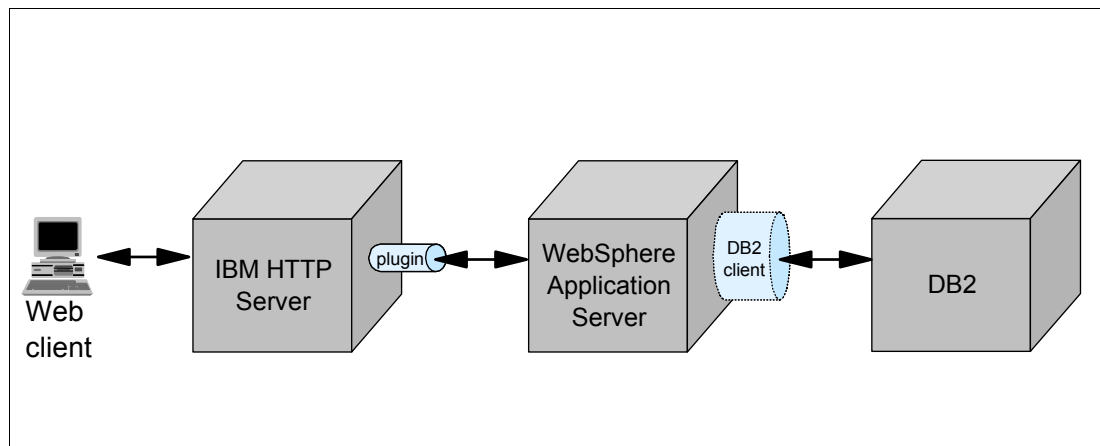 Web
client
IBM HTTP
Server
plugin
WebSphere
Application
Server
DB2
client
DB2